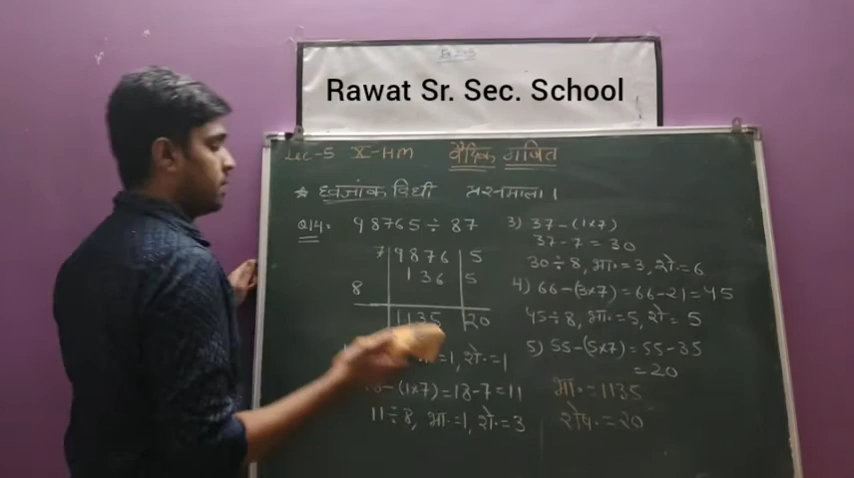 Rawat Sr. Sec. School
Lec-5 X-HM वैदिक गणित
* ध्वजांक विधी प्रश्नमाला 1
Q14. 98765 ÷ 87
7 9876 5
8 136 5
1135 20
=1, शे.=1
-(1×7)=18-7=11
11÷8, भा.=1, शे.=3
3) 37-(1×7)
37-7=30
30÷8, भा.=3, शे.=6
4) 66-(3×7)=66-21=45
45÷8, भा.=5, शे.=5
5) 55-(5×7)=55-35
=20
भा.=1135
शेष.=20